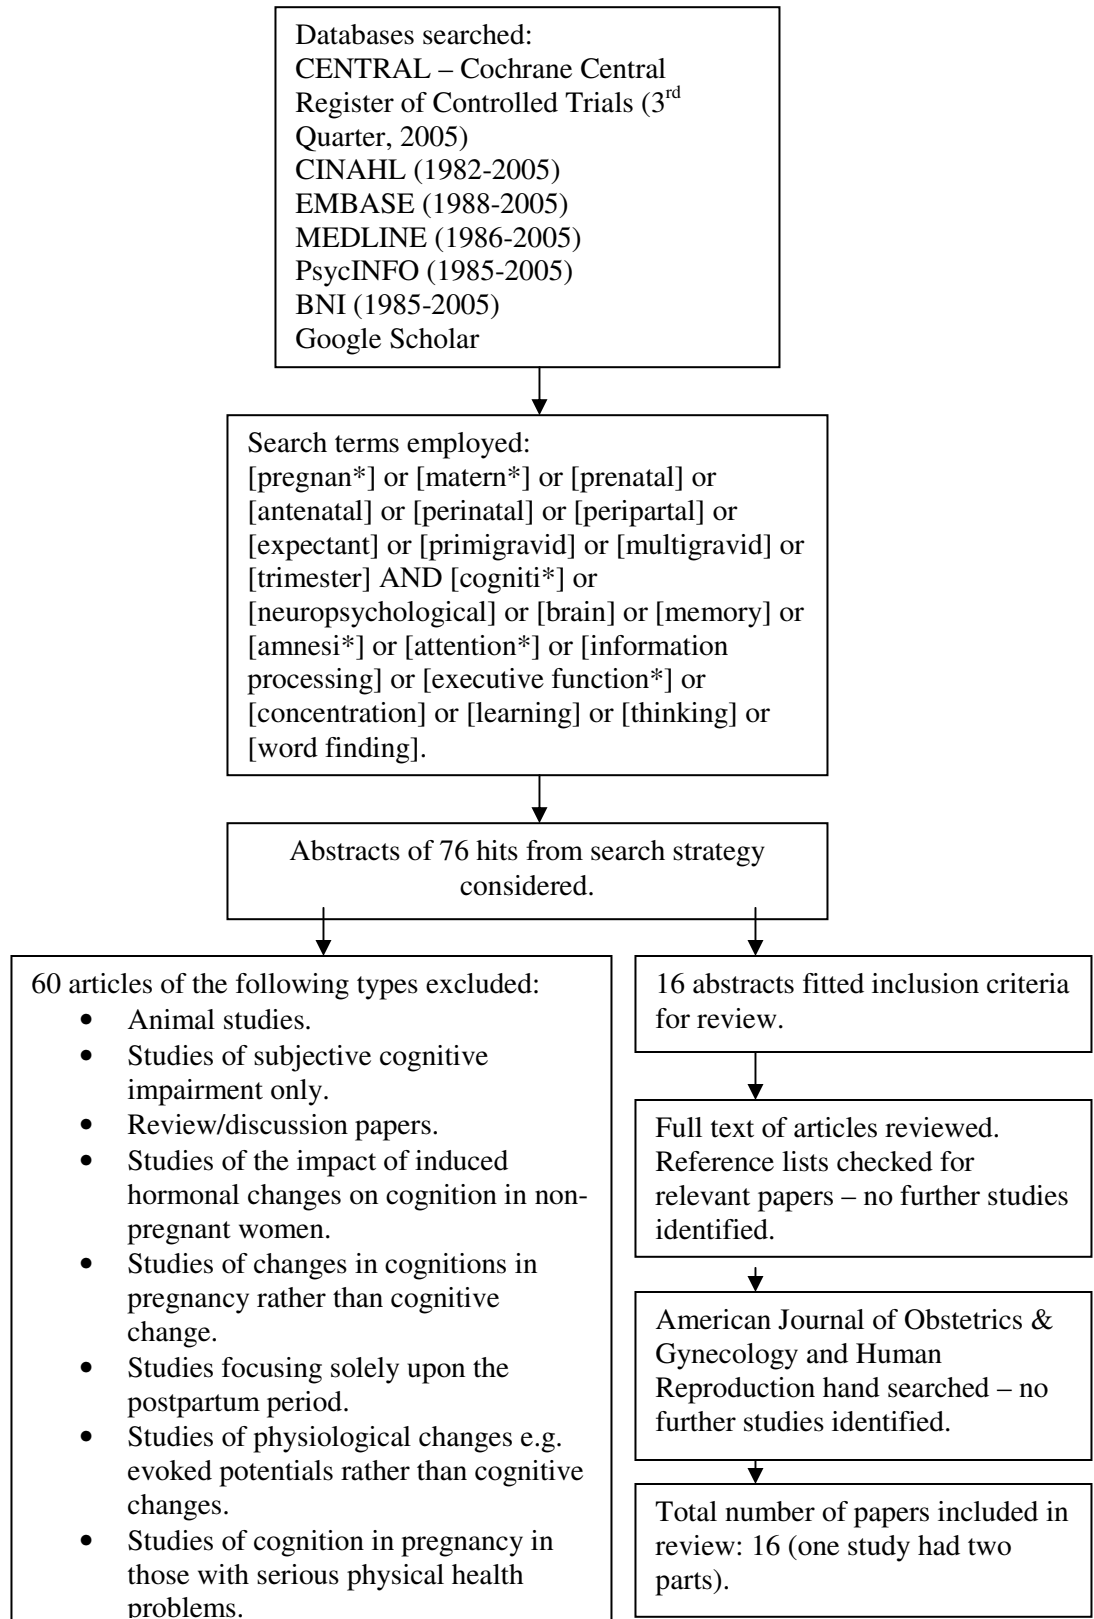 Databases searched:
CENTRAL – Cochrane Central
Register of Controlled Trials (3rd
Quarter, 2005)
CINAHL (1982-2005)
EMBASE (1988-2005)
MEDLINE (1986-2005)
PsycINFO (1985-2005)
BNI (1985-2005)
Google Scholar
Search terms employed:
[pregnan*] or [matern*] or [prenatal] or
[antenatal] or [perinatal] or [peripartal] or
[expectant] or [primigravid] or [multigravid] or
[trimester] AND [cogniti*] or
[neuropsychological] or [brain] or [memory] or
[amnesi*] or [attention*] or [information
processing] or [executive function*] or
[concentration] or [learning] or [thinking] or
[word finding].
Abstracts of 76 hits from search strategy
considered.
60 articles of the following types excluded:
• Animal studies.
• Studies of subjective cognitive
impairment only.
• Review/discussion papers.
• Studies of the impact of induced
hormonal changes on cognition in non-
pregnant women.
• Studies of changes in cognitions in
pregnancy rather than cognitive
change.
• Studies focusing solely upon the
postpartum period.
• Studies of physiological changes e.g.
evoked potentials rather than cognitive
changes.
• Studies of cognition in pregnancy in
those with serious physical health
problems.
16 abstracts fitted inclusion criteria
for review.
Full text of articles reviewed.
Reference lists checked for
relevant papers – no further studies
identified.
American Journal of Obstetrics &
Gynecology and Human
Reproduction hand searched – no
further studies identified.
Total number of papers included in
review: 16 (one study had two
parts).